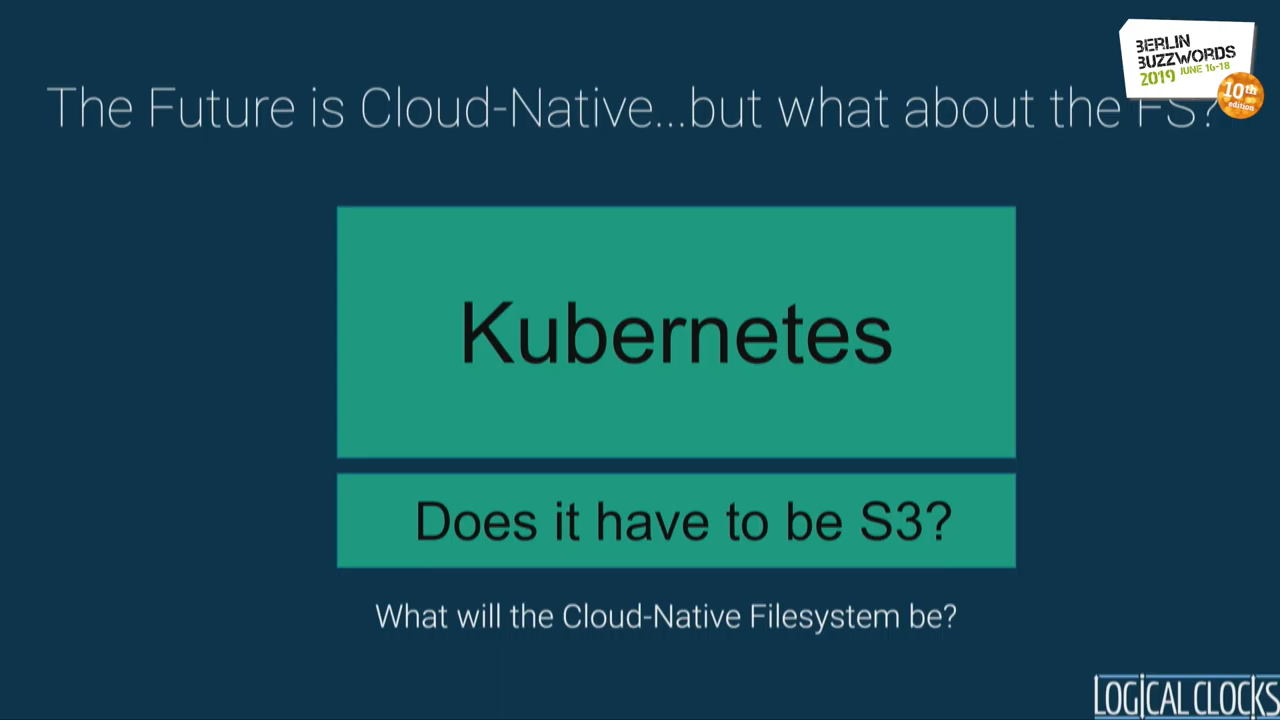 BERLIN
BUZZWORDS
2019 JUNE 16-18
10th
edition
The Future is Cloud-Native...but what about the FS?
Kubernetes
Does it have to be S3?
What will the Cloud-Native Filesystem be?
LOGICAL CLOCKS